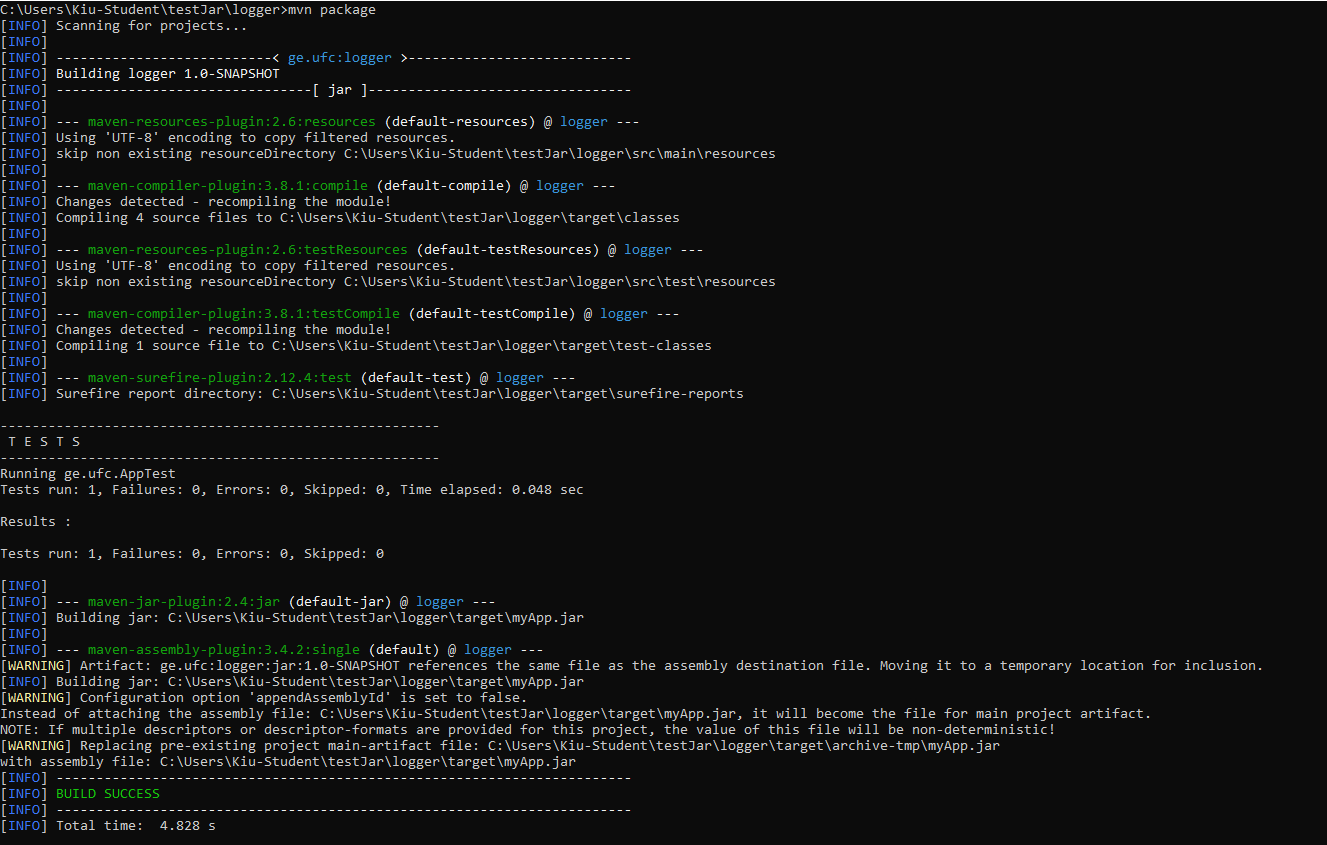 C:\Users\Kiu-Student\testJar\logger>mvn package
[INFO] Scanning for projects...
[INFO]
[INFO] ---------------------------< ge.ufc:logger >----------------------------
[INFO] Building logger 1.0-SNAPSHOT
[INFO] --------------------------------[ jar ]---------------------------------
[INFO]
[INFO] --- maven-resources-plugin:2.6:resources (default-resources) @ logger ---
[INFO] Using 'UTF-8' encoding to copy filtered resources.
[INFO] skip non existing resourceDirectory C:\Users\Kiu-Student\testJar\logger\src\main\resources
[INFO]
[INFO] --- maven-compiler-plugin:3.8.1:compile (default-compile) @ logger ---
[INFO] Changes detected - recompiling the module!
[INFO] Compiling 4 source files to C:\Users\Kiu-Student\testJar\logger\target\classes
[INFO]
[INFO] --- maven-resources-plugin:2.6:testResources (default-testResources) @ logger ---
[INFO] Using 'UTF-8' encoding to copy filtered resources.
[INFO] skip non existing resourceDirectory C:\Users\Kiu-Student\testJar\logger\src\test\resources
[INFO]
[INFO] --- maven-compiler-plugin:3.8.1:testCompile (default-testCompile) @ logger ---
[INFO] Changes detected - recompiling the module!
[INFO] Compiling 1 source file to C:\Users\Kiu-Student\testJar\logger\target\test-classes
[INFO]
[INFO] --- maven-surefire-plugin:2.12.4:test (default-test) @ logger ---
[INFO] Surefire report directory: C:\Users\Kiu-Student\testJar\logger\target\surefire-reports
-------------------------------------------------------
 T E S T S
-------------------------------------------------------
Running ge.ufc.AppTest
Tests run: 1, Failures: 0, Errors: 0, Skipped: 0, Time elapsed: 0.048 sec
Results :
Tests run: 1, Failures: 0, Errors: 0, Skipped: 0
[INFO]
[INFO] --- maven-jar-plugin:2.4:jar (default-jar) @ logger ---
[INFO] Building jar: C:\Users\Kiu-Student\testJar\logger\target\myApp.jar
[INFO]
[INFO] --- maven-assembly-plugin:3.4.2:single (default) @ logger ---
[WARNING] Artifact: ge.ufc:logger:jar:1.0-SNAPSHOT references the same file as the assembly destination file. Moving it to a temporary location for inclusion.
[INFO] Building jar: C:\Users\Kiu-Student\testJar\logger\target\myApp.jar
[WARNING] Configuration option 'appendAssemblyId' is set to false.
Instead of attaching the assembly file: C:\Users\Kiu-Student\testJar\logger\target\myApp.jar, it will become the file for main project artifact.
NOTE: If multiple descriptors or descriptor-formats are provided for this project, the value of this file will be non-deterministic!
[WARNING] Replacing pre-existing project main-artifact file: C:\Users\Kiu-Student\testJar\logger\target\archive-tmp\myApp.jar
with assembly file: C:\Users\Kiu-Student\testJar\logger\target\myApp.jar
[INFO] ------------------------------------------------------------------------
[INFO] BUILD SUCCESS
[INFO] ------------------------------------------------------------------------
[INFO] Total time:  4.828 s